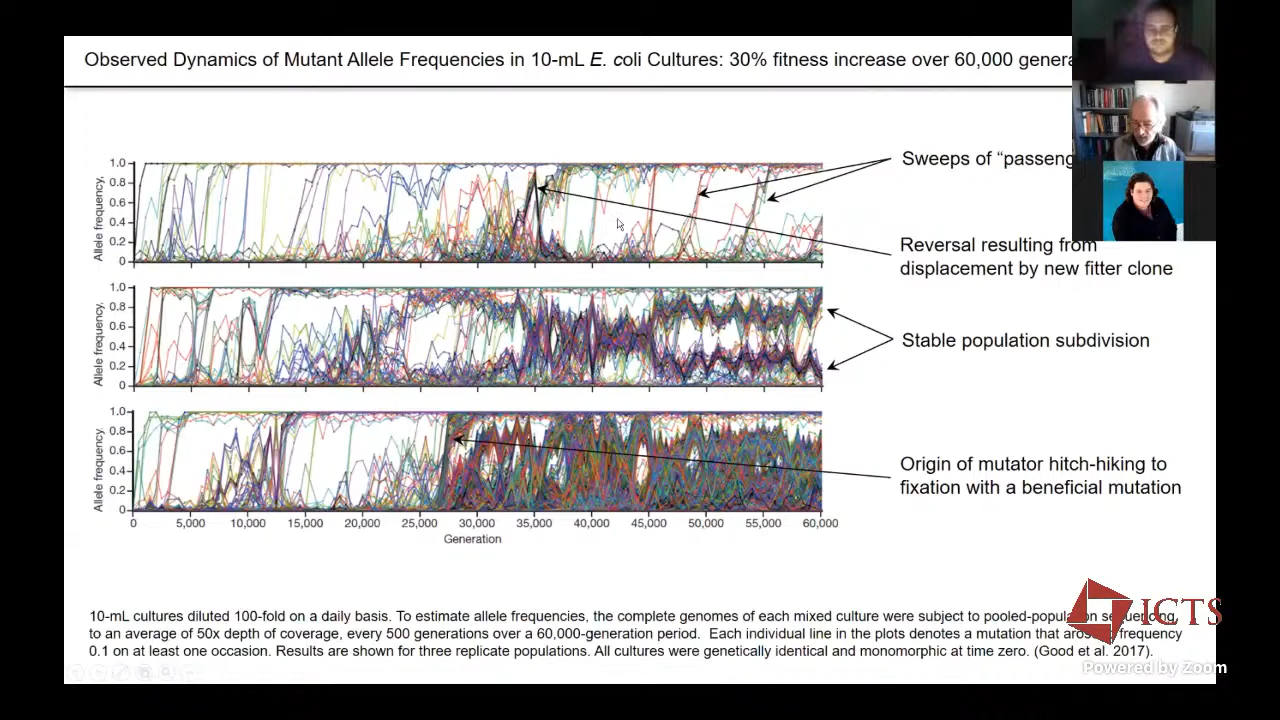 Observed Dynamics of Mutant Allele Frequencies in 10-mL E. coli Cultures: 30% fitness increase over 60,000
Sweeps of
Reversal resulting from
displacement by new fitter clone
Stable population subdivision
Origin of mutator hitch-hiking to
fixation with a beneficial mutation
Allele frequency,
1.0
0.8
0.6
0.4
0.2
0
Allele frequency,
1.0
0.8
0.6
0.4
0.2
0
Allele frequency,
1.0
0.8
0.6
0.4
0.2
0
0 5,000 10,000 15,000 20,000 25,000 30,000 35,000 40,000 45,000 50,000 55,000 60,000
Generation
10-mL cultures diluted 100-fold on a daily basis. To estimate allele frequencies, the complete genomes of each mixed culture were subject to
to an average of 50x depth of coverage, every 500 generations over a 60,000-generation period. Each individual line in the plots denotes a mutation that frequency
0.1 on at least one occasion. Results are shown for three replicate populations. All cultures were genetically identical and monomorphic at time zero. (Good et al. 2017).
ICTS
Powered by Zoom